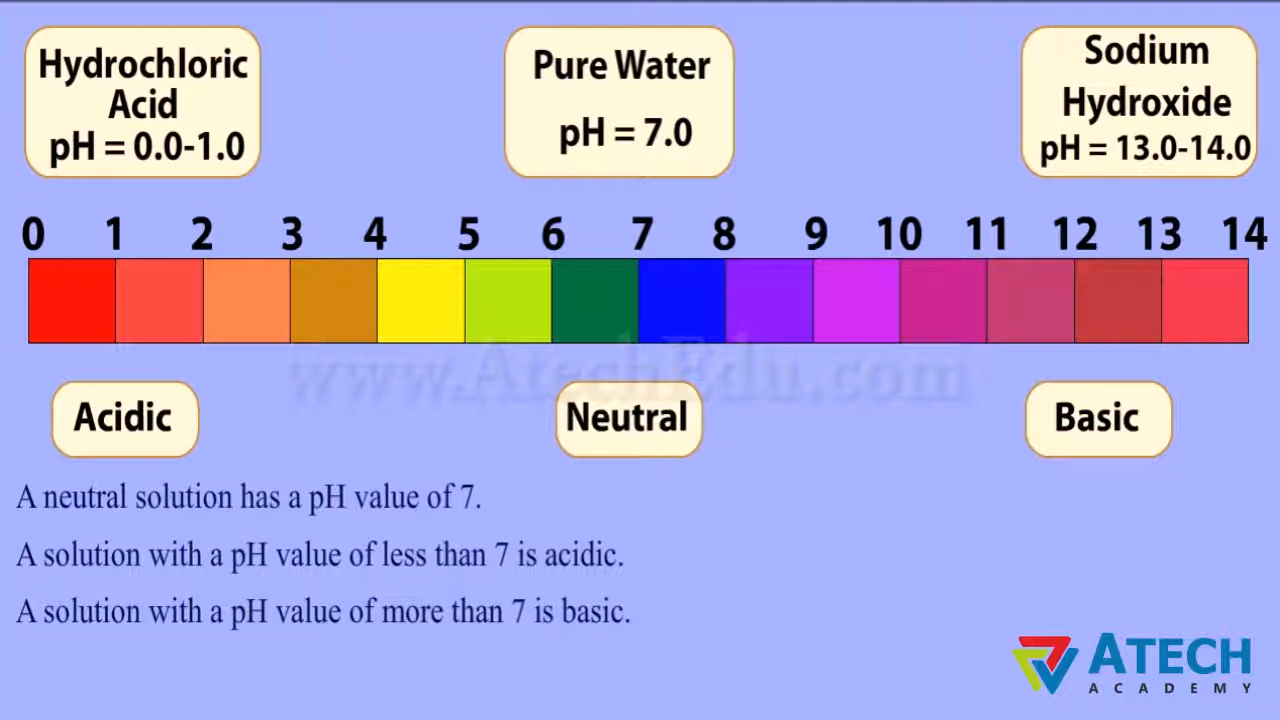 Hydrochloric
Acid
pH = 0.0-1.0
Pure Water
pH = 7.0
Sodium
Hydroxide
pH = 13.0-14.0
0 1 2 3 4 5 6 7 8 9 10 11 12 13 14
www.AtechEdu.com
Acidic
Neutral
Basic
A neutral solution has a pH value of 7.
A solution with a pH value of less than 7 is acidic.
A solution with a pH value of more than 7 is basic.
ATECH
ACADEMY